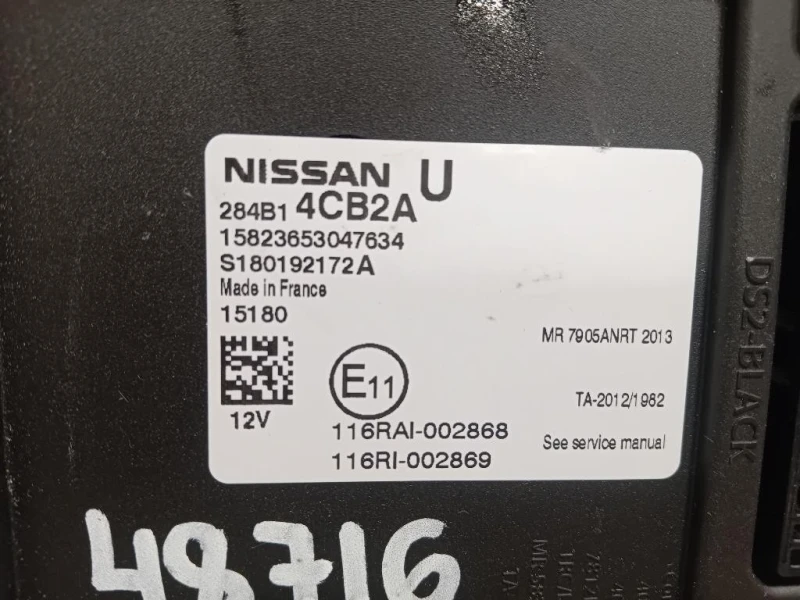 NISSAN U
284B1 4CB2A
15823653047634
S180192172A
Made in France
15180
MR 7905ANRT 2013
E11
TA-2012/1982
12V
116RAI-002868
See service manual
116RI-002869
DS2-BLACK
48716